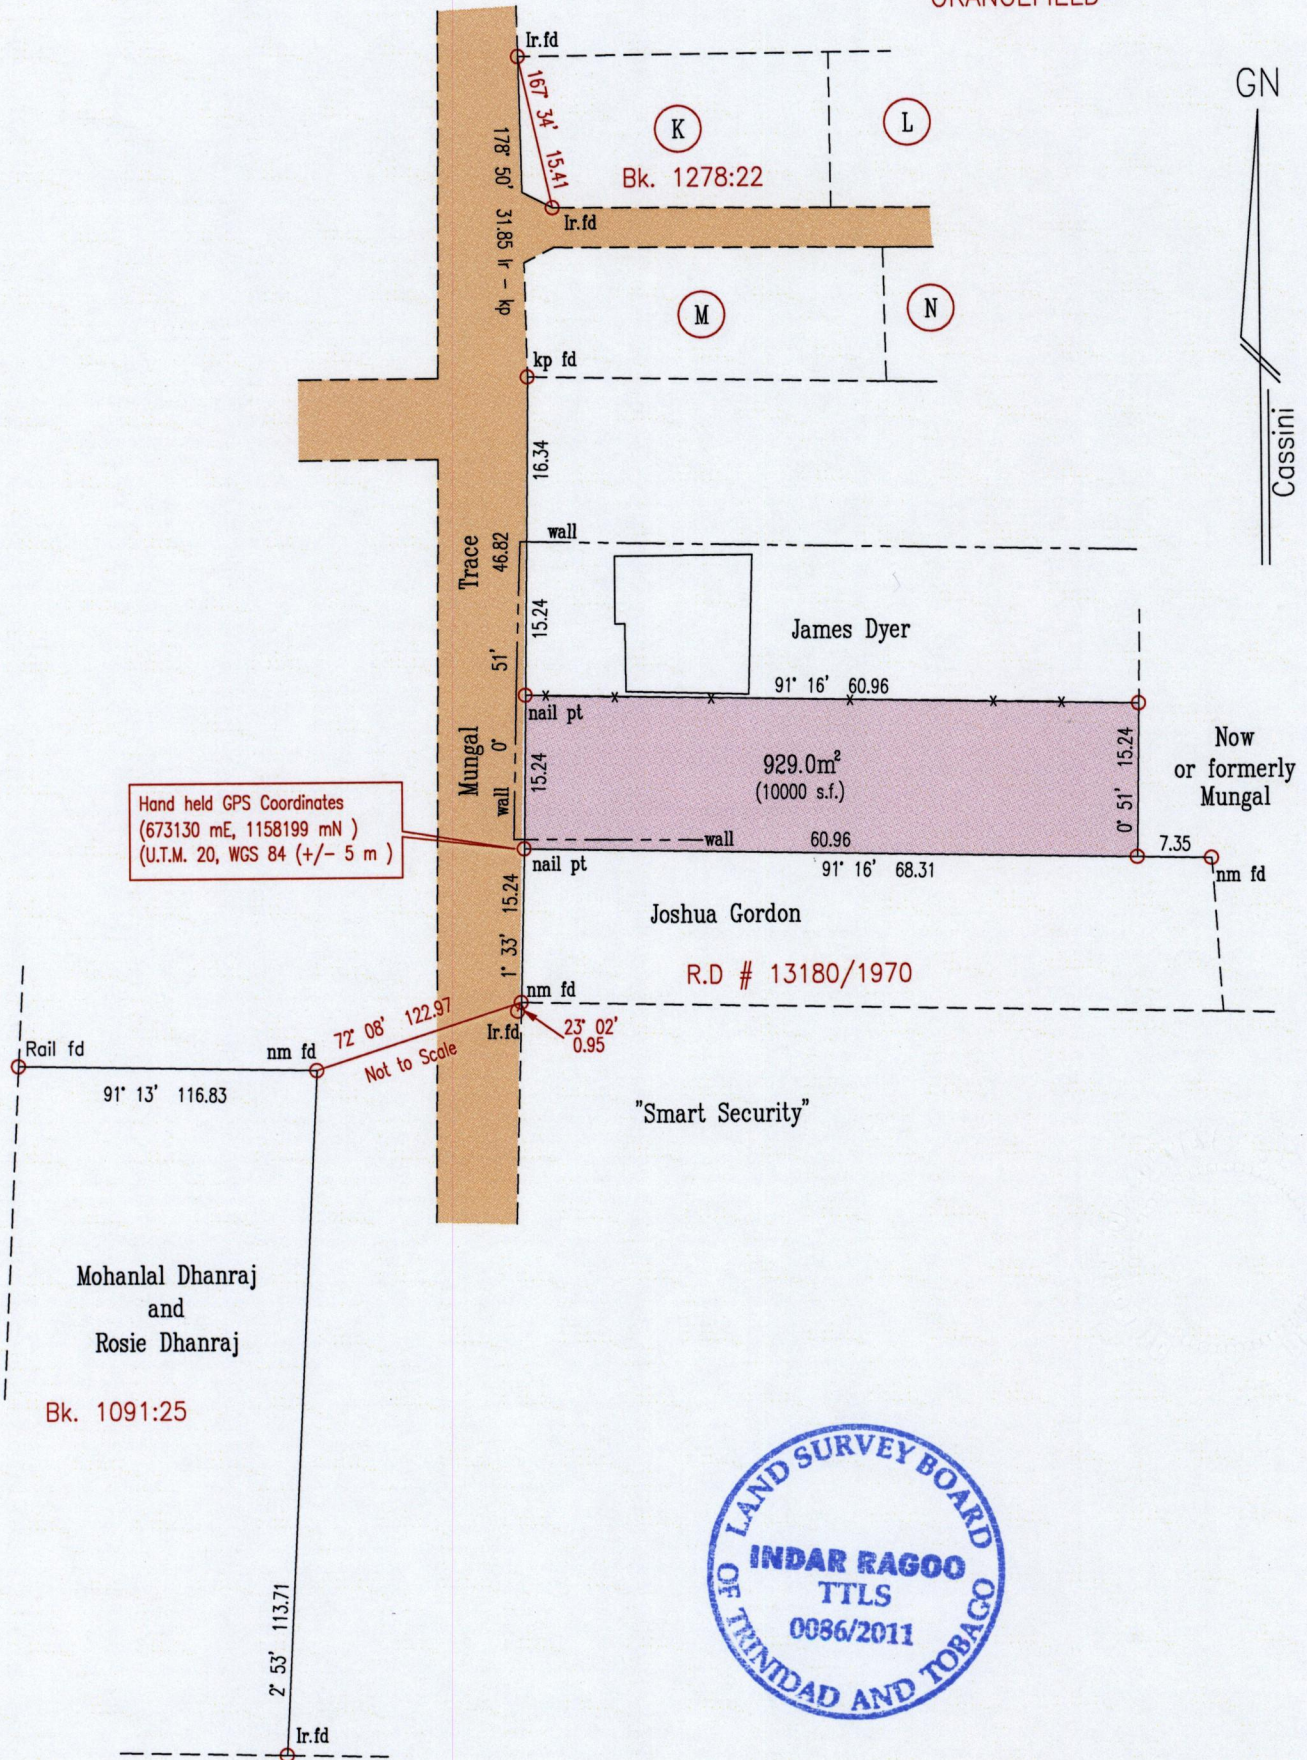 Ir.fd
GN
167° 34' 15.41
K
L
178° 50' 31.85 Ir - kp
Bk. 1278:22
Ir.fd
M
N
kp fd
Cassini
16.34
wall
Mungal Trace
0° 51' 46.82
15.24
James Dyer
91° 16' 60.96
nail pt
15.24
929.0m²
(10000 s.f.)
0° 51' 15.24
Now
or formerly
Mungal
Hand held GPS Coordinates
(673130 mE, 1158199 mN )
(U.T.M. 20, WGS 84 (+/- 5 m )
wall
wall
60.96
7.35
nail pt
91° 16' 68.31
nm fd
1° 33' 15.24
Joshua Gordon
R.D # 13180/1970
nm fd
72° 08' 122.97
Not to Scale
Ir.fd
23° 02'
0.95
Rail fd
nm fd
91° 13' 116.83
"Smart Security"
Mohanlal Dhanraj
and
Rosie Dhanraj
Bk. 1091:25
2° 53' 113.71
Ir.fd
LAND SURVEY BOARD
INDAR RAGOO
TTLS
0086/2011
OF TRINIDAD AND TOBAGO